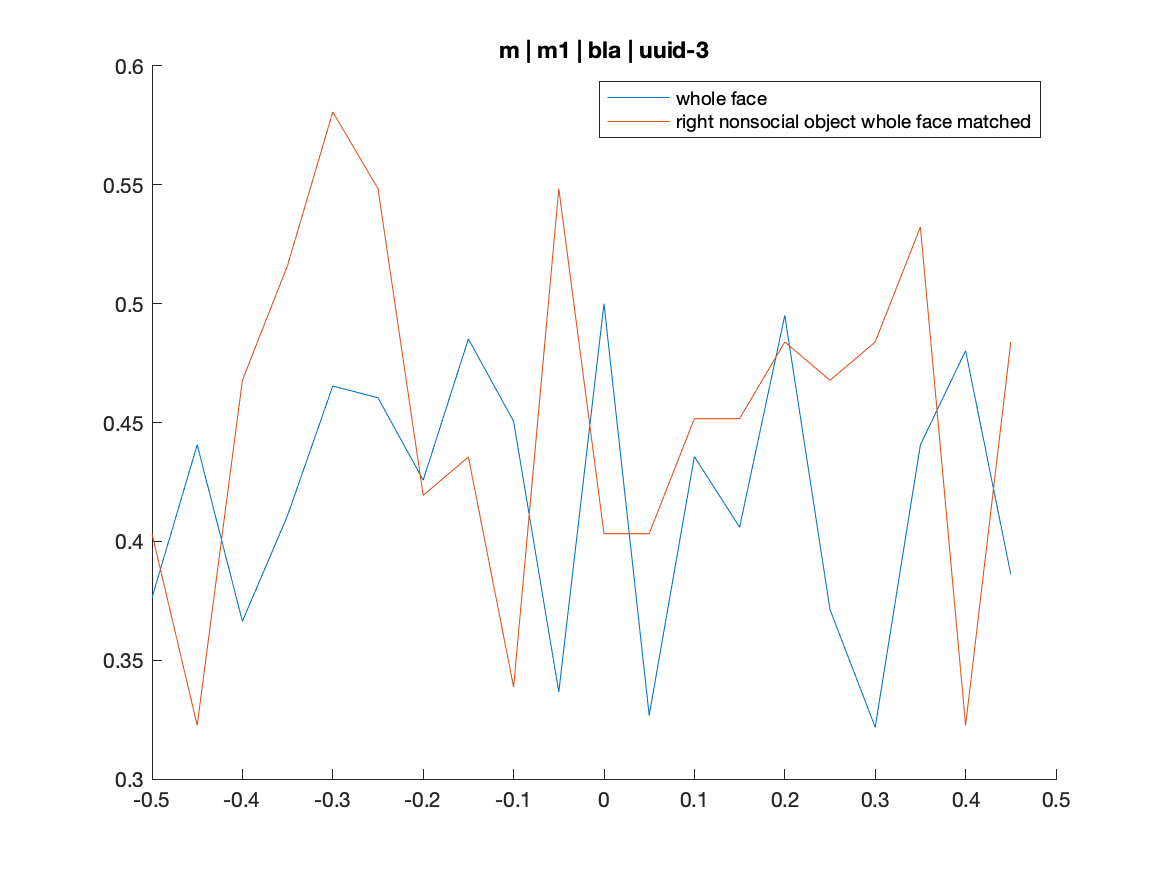 m | m1 | bla | uuid-3
whole face
right nonsocial object whole face matched
0.6
0.55
0.5
0.45
0.4
0.35
0.3
-0.5 -0.4 -0.3 -0.2 -0.1 0 0.1 0.2 0.3 0.4 0.5